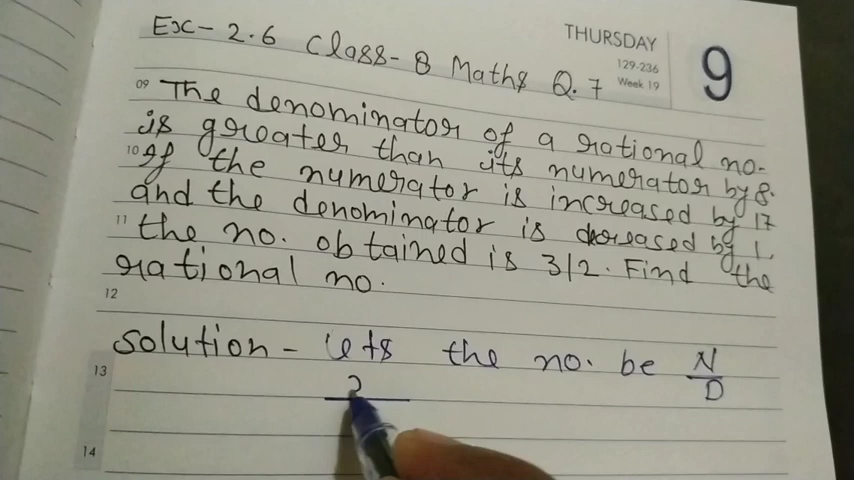 Ex- 2.6 Class- 8 Maths Q.7
THURSDAY
129-236
Week 19
9
09 The denominator of a rational no.
is greater than its numerator by 8.
10 If the numerator is increased by 17
and the denominator is decreased by 1,
11 the no. obtained is 3/2. Find the
rational no.
12
Solution - lets the no. be N
D
13
14